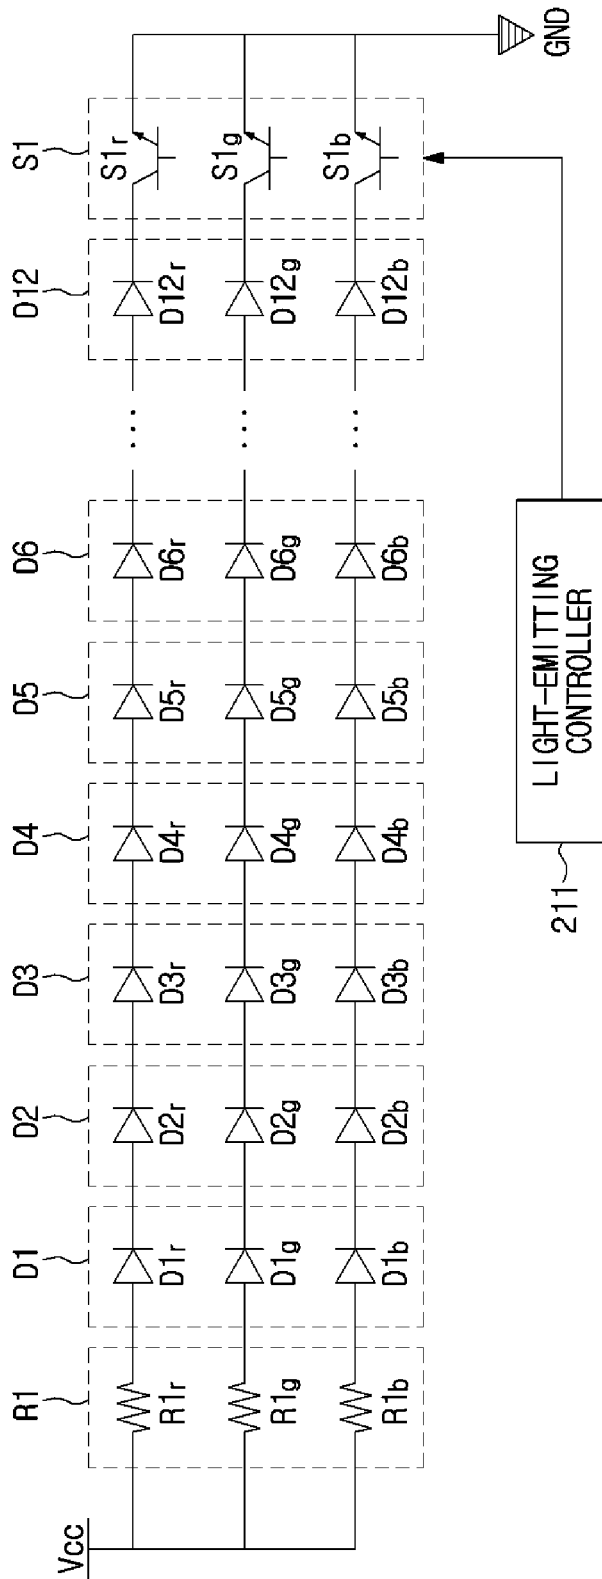 R1
D1
D2
D3
D4
D5
D6
D12
S1
Vcc
R1r
D1r
D2r
D3r
D4r
D5r
D6r
...
D12r
S1r
R1g
D1g
D2g
D3g
D4g
D5g
D6g
...
D12g
S1g
R1b
D1b
D2b
D3b
D4b
D5b
D6b
...
D12b
S1b
GND
LIGHT-EMITTING
CONTROLLER
211